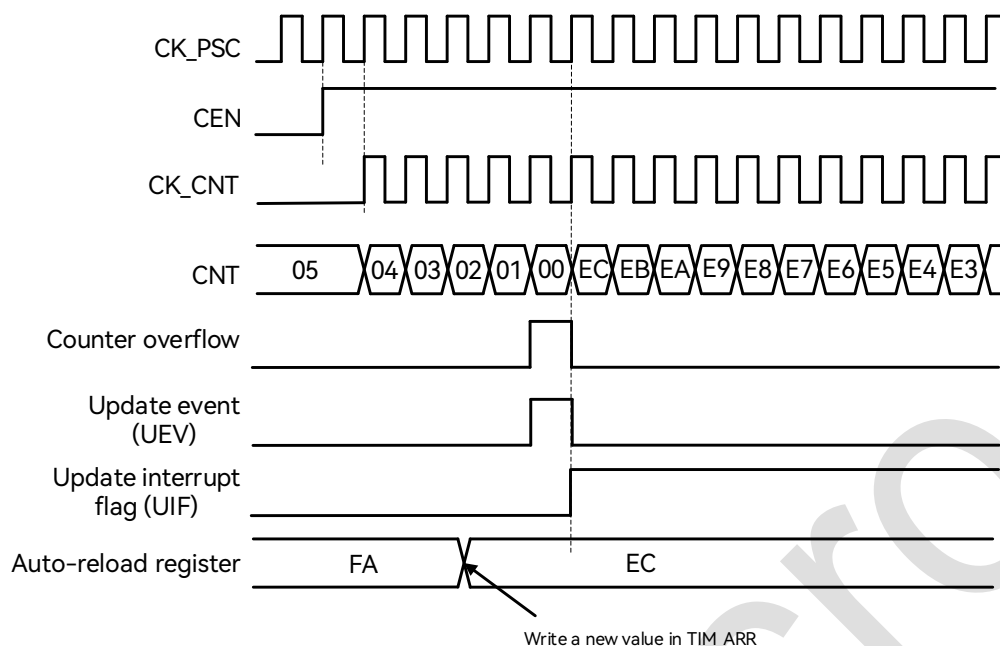 CK_PSC
CEN
CK_CNT
CNT 05 04 03 02 01 00 EC EB EA E9 E8 E7 E6 E5 E4 E3
Counter overflow
Update event
(UEV)
Update interrupt
flag (UIF)
Auto-reload register FA EC
Write a new value in TIM ARR